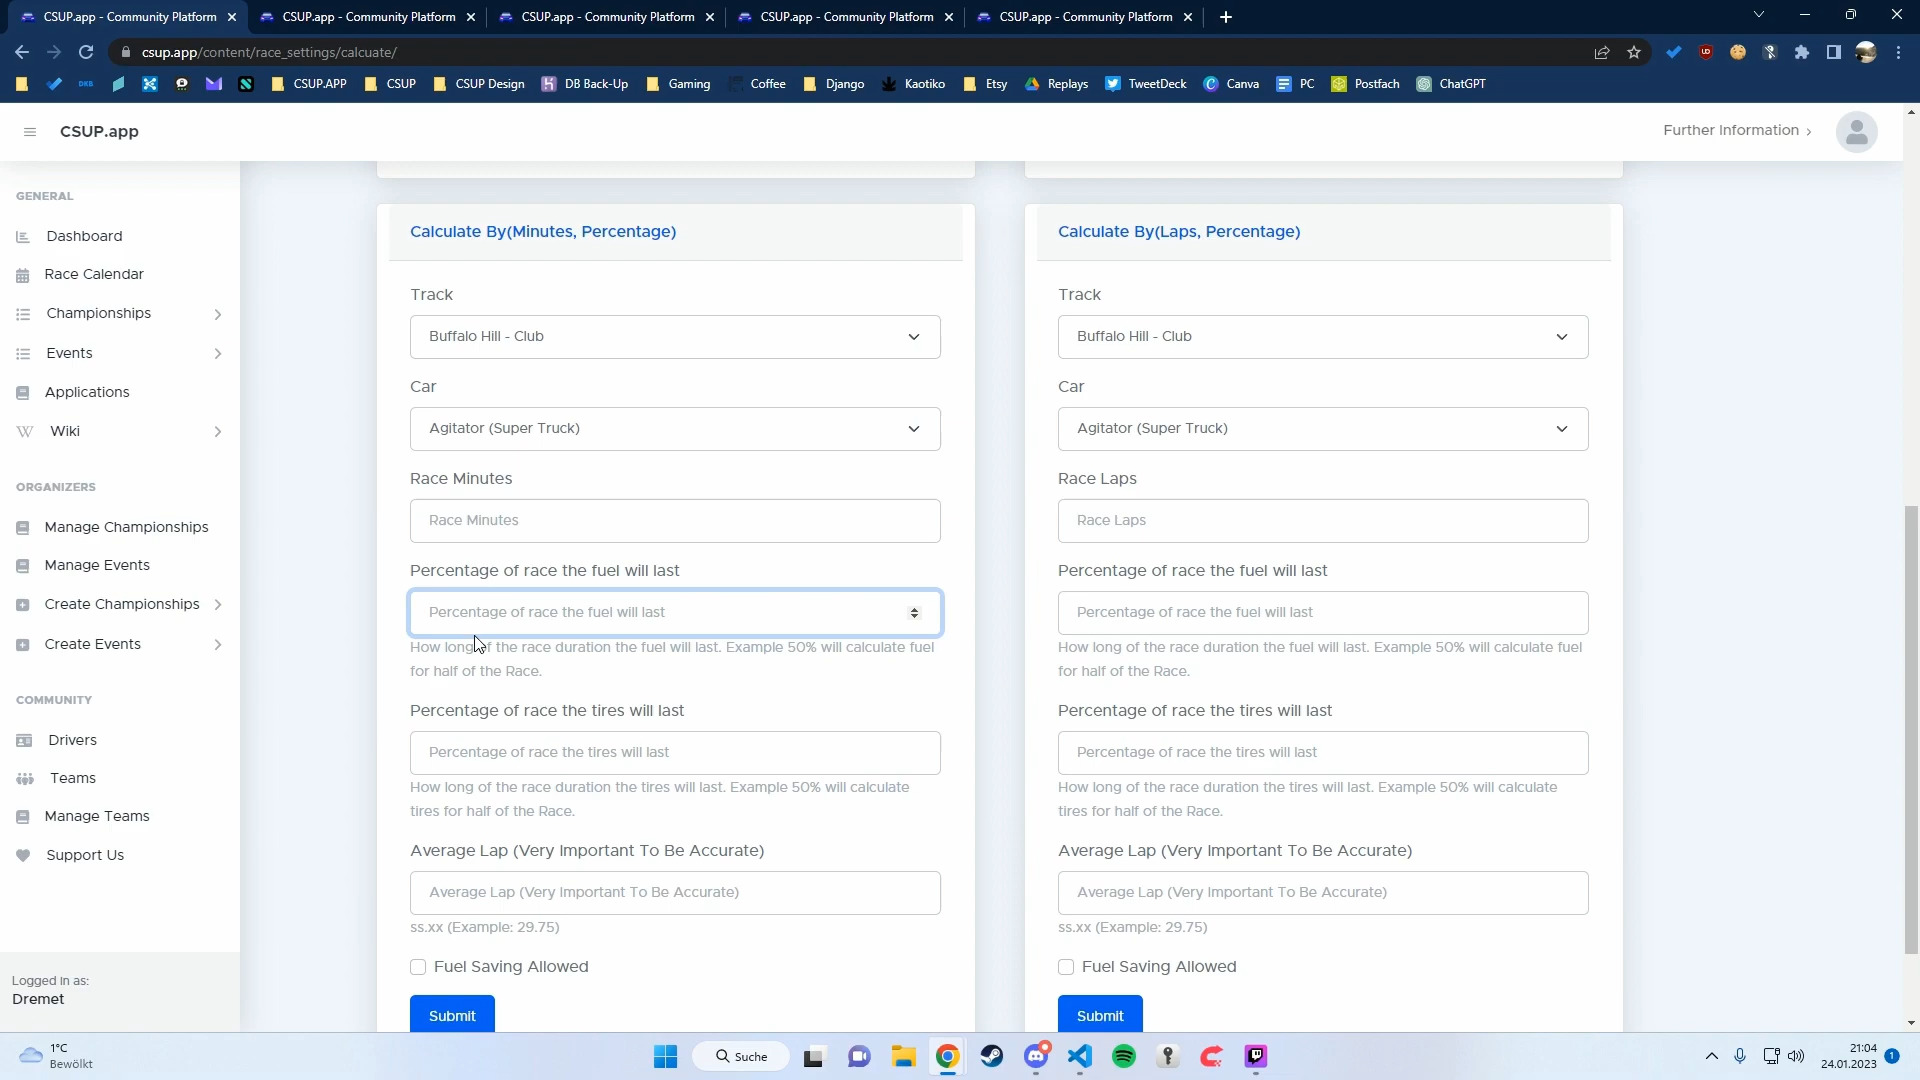 CSUP.app - Community Platform
CSUP.app - Community Platform
CSUP.app - Community Platform
CSUP.app - Community Platform
CSUP.app - Community Platform
csup.app/content/race_settings/calcuate/
CSUP.APP
CSUP
CSUP Design
DB Back-Up
Gaming
Coffee
Django
Kaotiko
Etsy
Replays
TweetDeck
Canva
PC
Postfach
ChatGPT
CSUP.app
Further Information
GENERAL
Dashboard
Race Calendar
Championships
Events
Applications
Wiki
ORGANIZERS
Manage Championships
Manage Events
Create Championships
Create Events
COMMUNITY
Drivers
Teams
Manage Teams
Support Us
Logged in as:
Dremet
Calculate By(Minutes, Percentage)
Track
Buffalo Hill - Club
Car
Agitator (Super Truck)
Race Minutes
Race Minutes
Percentage of race the fuel will last
Percentage of race the fuel will last
How long of the race duration the fuel will last. Example 50% will calculate fuel
for half of the Race.
Percentage of race the tires will last
Percentage of race the tires will last
How long of the race duration the tires will last. Example 50% will calculate
tires for half of the Race.
Average Lap (Very Important To Be Accurate)
Average Lap (Very Important To Be Accurate)
ss.xx (Example: 29.75)
Fuel Saving Allowed
Submit
Calculate By(Laps, Percentage)
Track
Buffalo Hill - Club
Car
Agitator (Super Truck)
Race Laps
Race Laps
Percentage of race the fuel will last
Percentage of race the fuel will last
How long of the race duration the fuel will last. Example 50% will calculate fuel
for half of the Race.
Percentage of race the tires will last
Percentage of race the tires will last
How long of the race duration the tires will last. Example 50% will calculate
tires for half of the Race.
Average Lap (Very Important To Be Accurate)
Average Lap (Very Important To Be Accurate)
ss.xx (Example: 29.75)
Fuel Saving Allowed
Submit
1°C
Bewölkt
Suche
21:04
24.01.2023
1